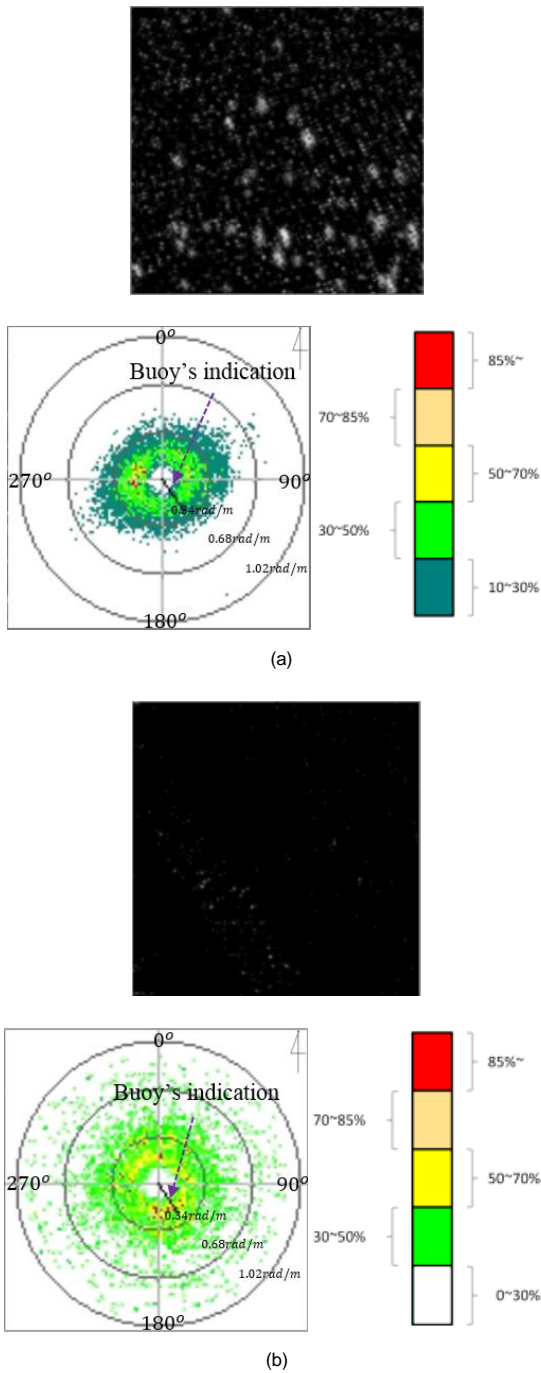 0°
Buoy's indication
270°
90°
0.34rad/m
0.68rad/m
1.02rad/m
180°
85%~
70~85%
50~70%
30~50%
10~30%
(a)
0°
Buoy's indication
270°
90°
0.34rad/m
0.68rad/m
1.02rad/m
180°
85%~
70~85%
50~70%
30~50%
0~30%
(b)